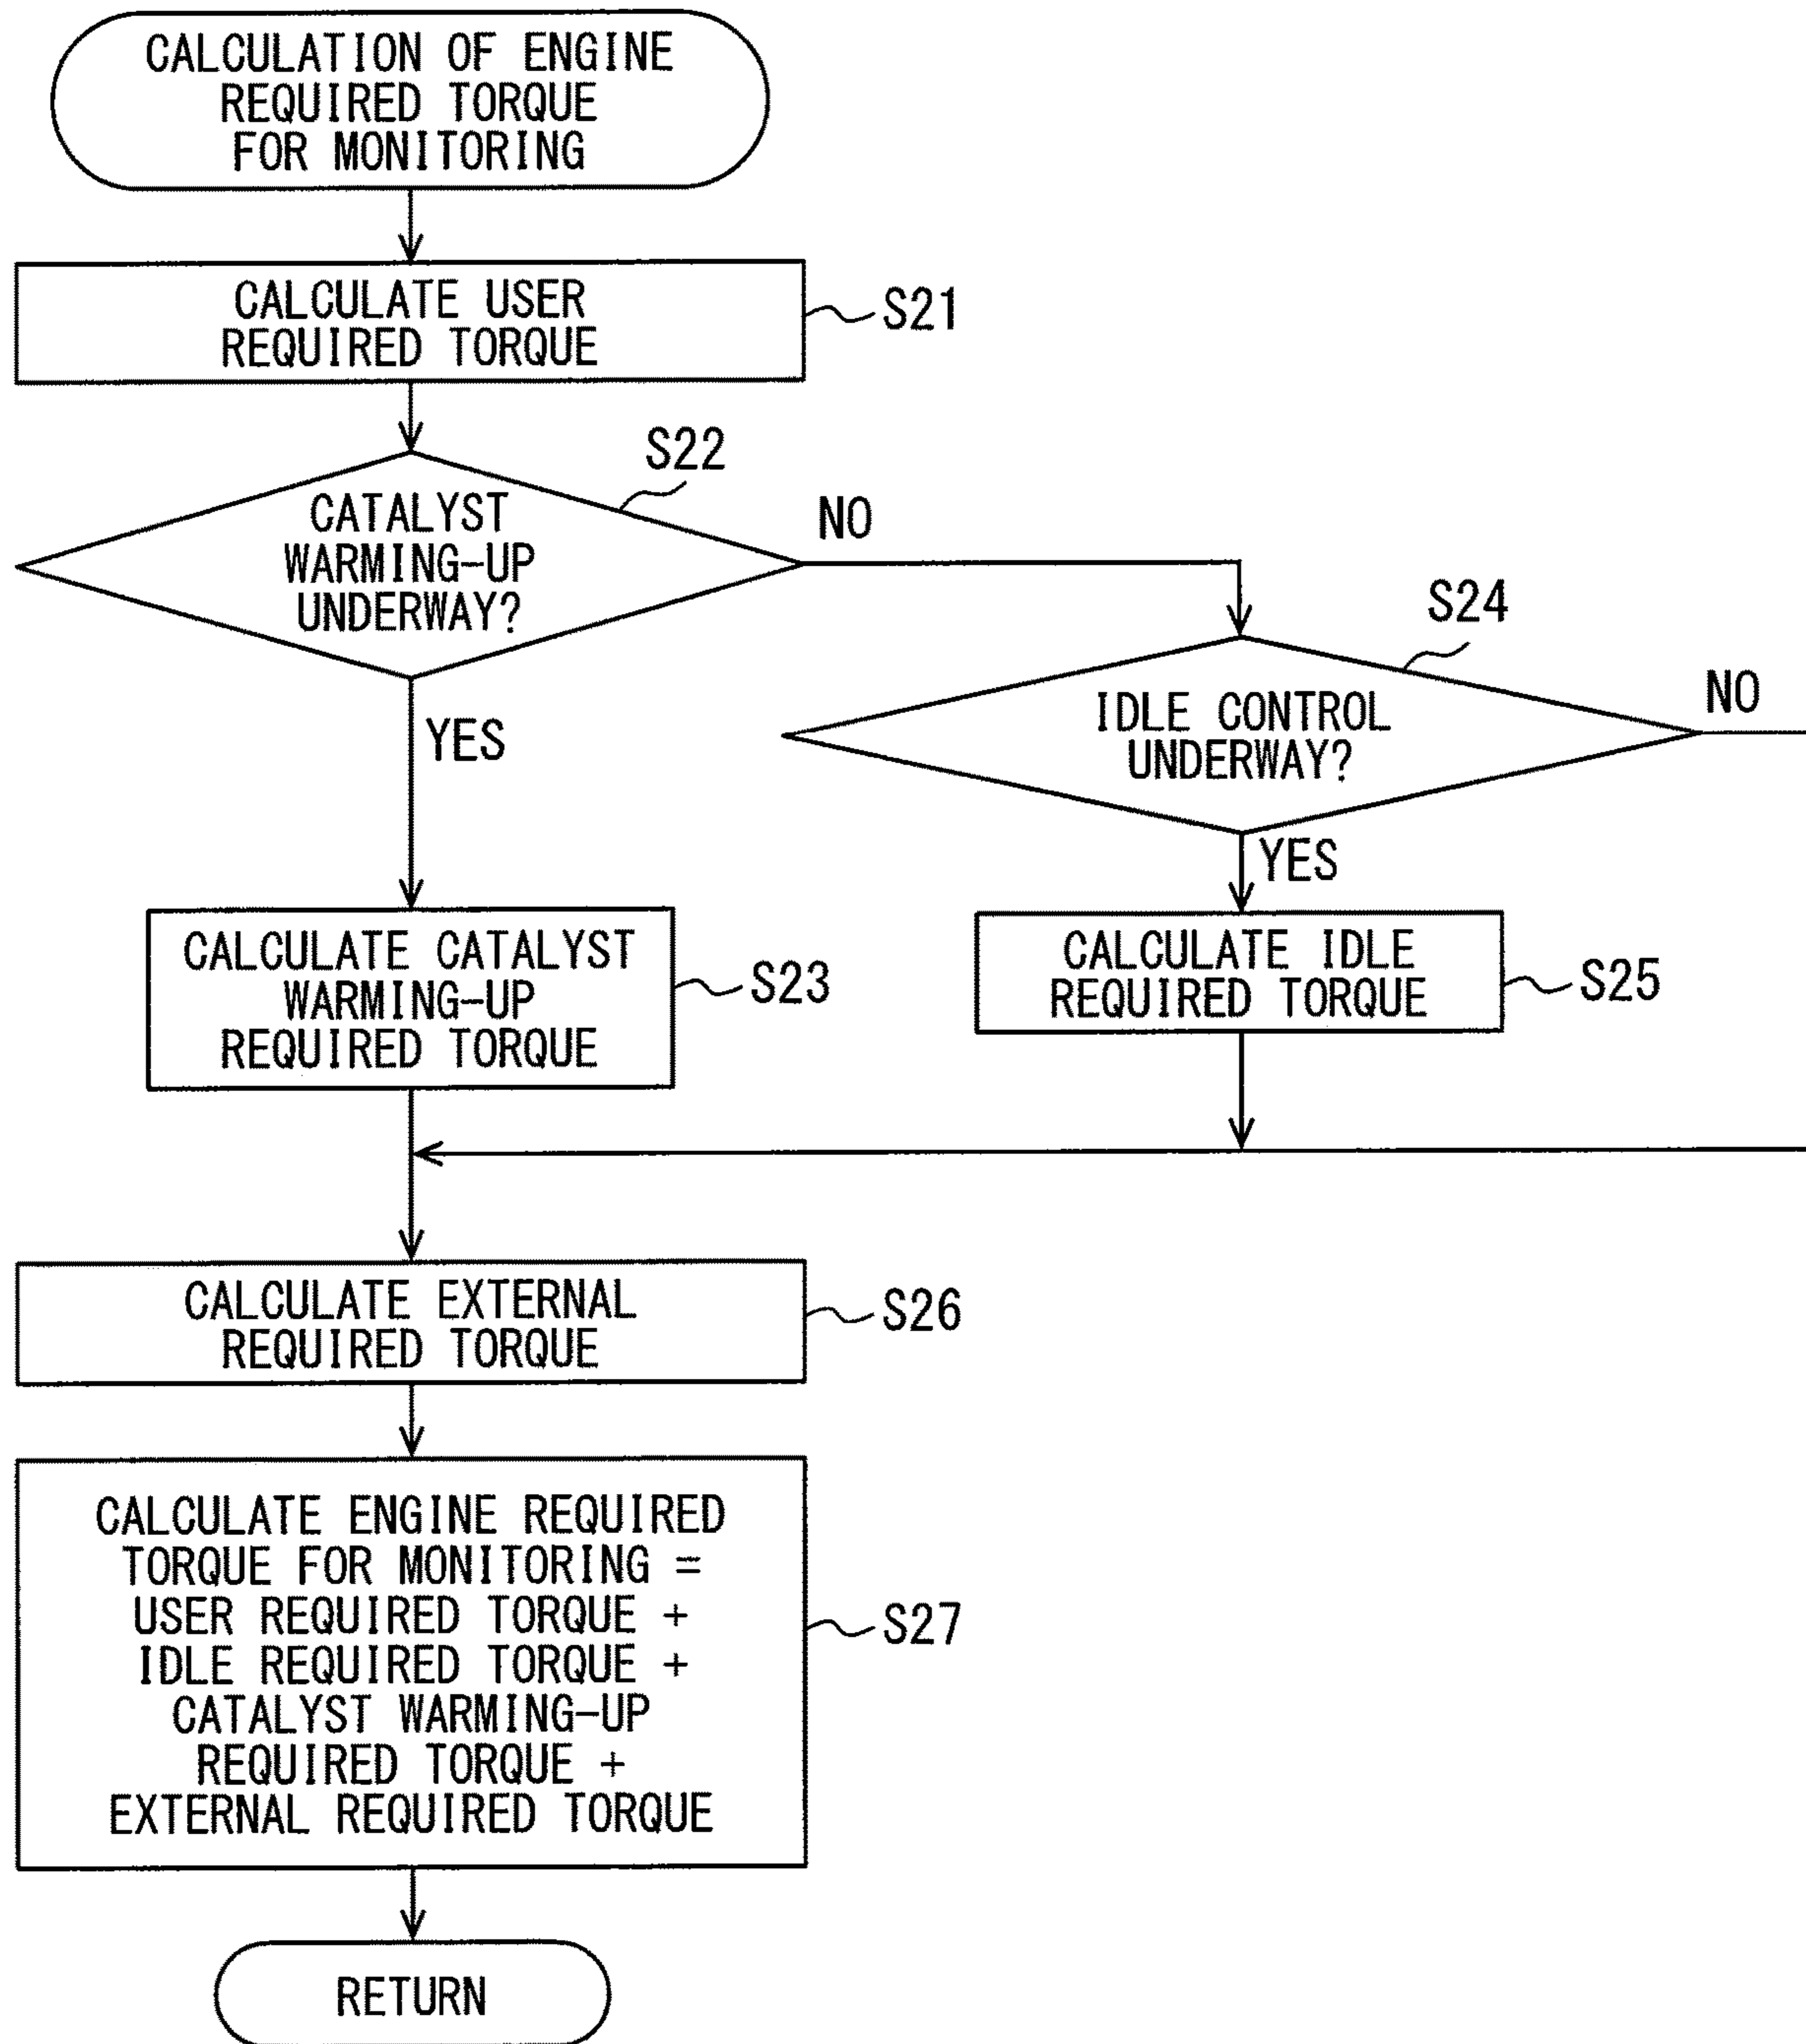 CALCULATION OF ENGINE
REQUIRED TORQUE
FOR MONITORING
CALCULATE USER
REQUIRED TORQUE
S21
S22
CATALYST
WARMING-UP
UNDERWAY?
NO
YES
S24
IDLE CONTROL
UNDERWAY?
NO
YES
CALCULATE CATALYST
WARMING-UP
REQUIRED TORQUE
S23
CALCULATE IDLE
REQUIRED TORQUE
S25
CALCULATE EXTERNAL
REQUIRED TORQUE
S26
CALCULATE ENGINE REQUIRED
TORQUE FOR MONITORING =
USER REQUIRED TORQUE +
IDLE REQUIRED TORQUE +
CATALYST WARMING-UP
REQUIRED TORQUE +
EXTERNAL REQUIRED TORQUE
S27
RETURN